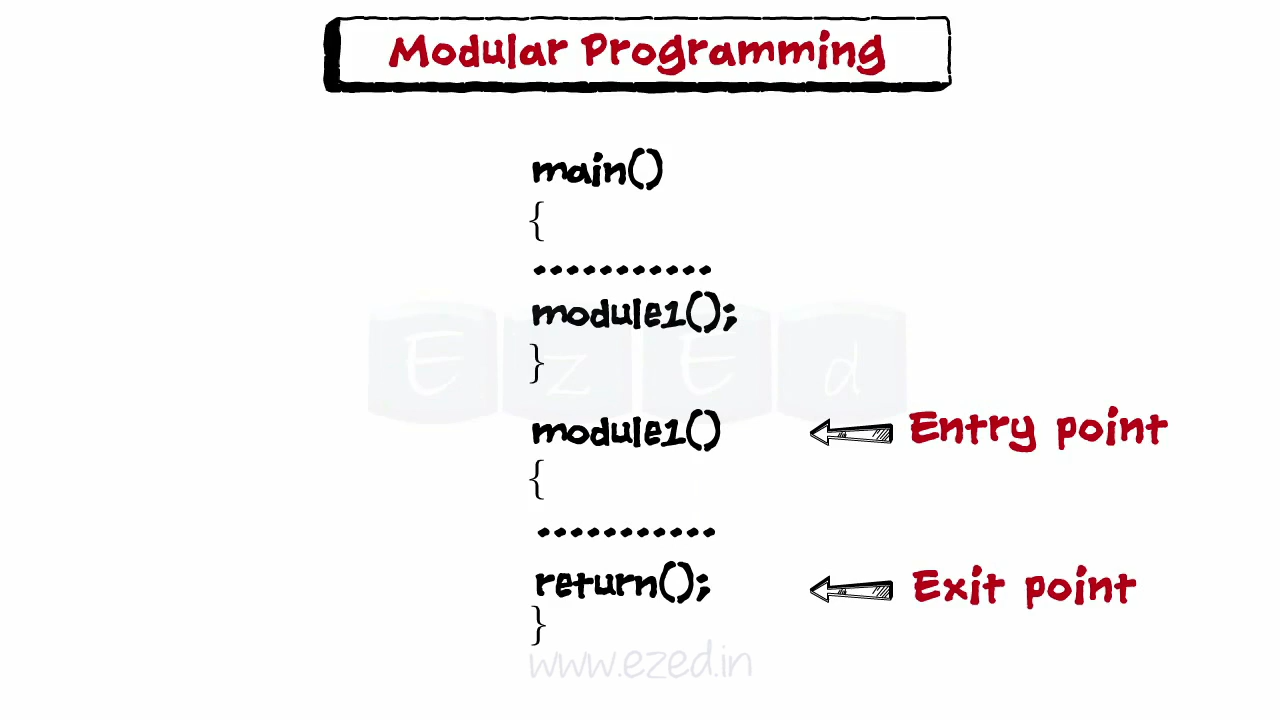 Modular Programming
main()
{
...........
module1();
}
E z E d
module1() Entry point
{
...........
return(); Exit point
}
www.ezed.in